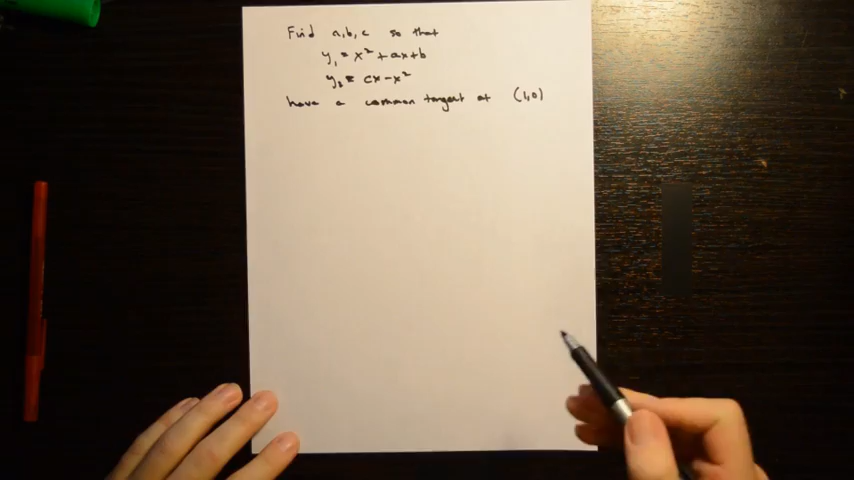 Find a, b, c so that
y₁ = x² + ax + b
y₂ = cx - x²
have a common tangent at (1,0)